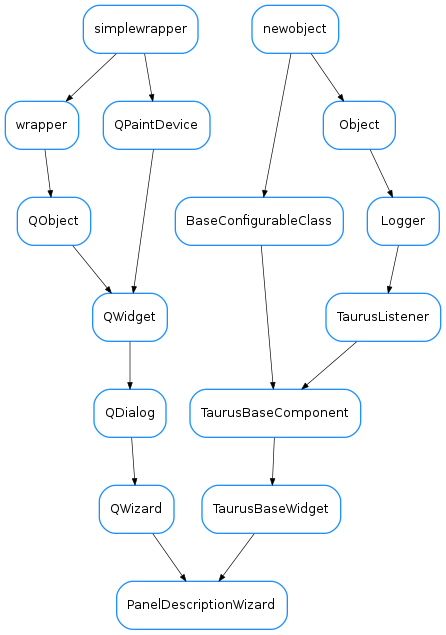 simplewrapper
newobject
wrapper
QPaintDevice
Object
QObject
BaseConfigurableClass
Logger
QWidget
TaurusListener
QDialog
TaurusBaseComponent
QWizard
TaurusBaseWidget
PanelDescriptionWizard